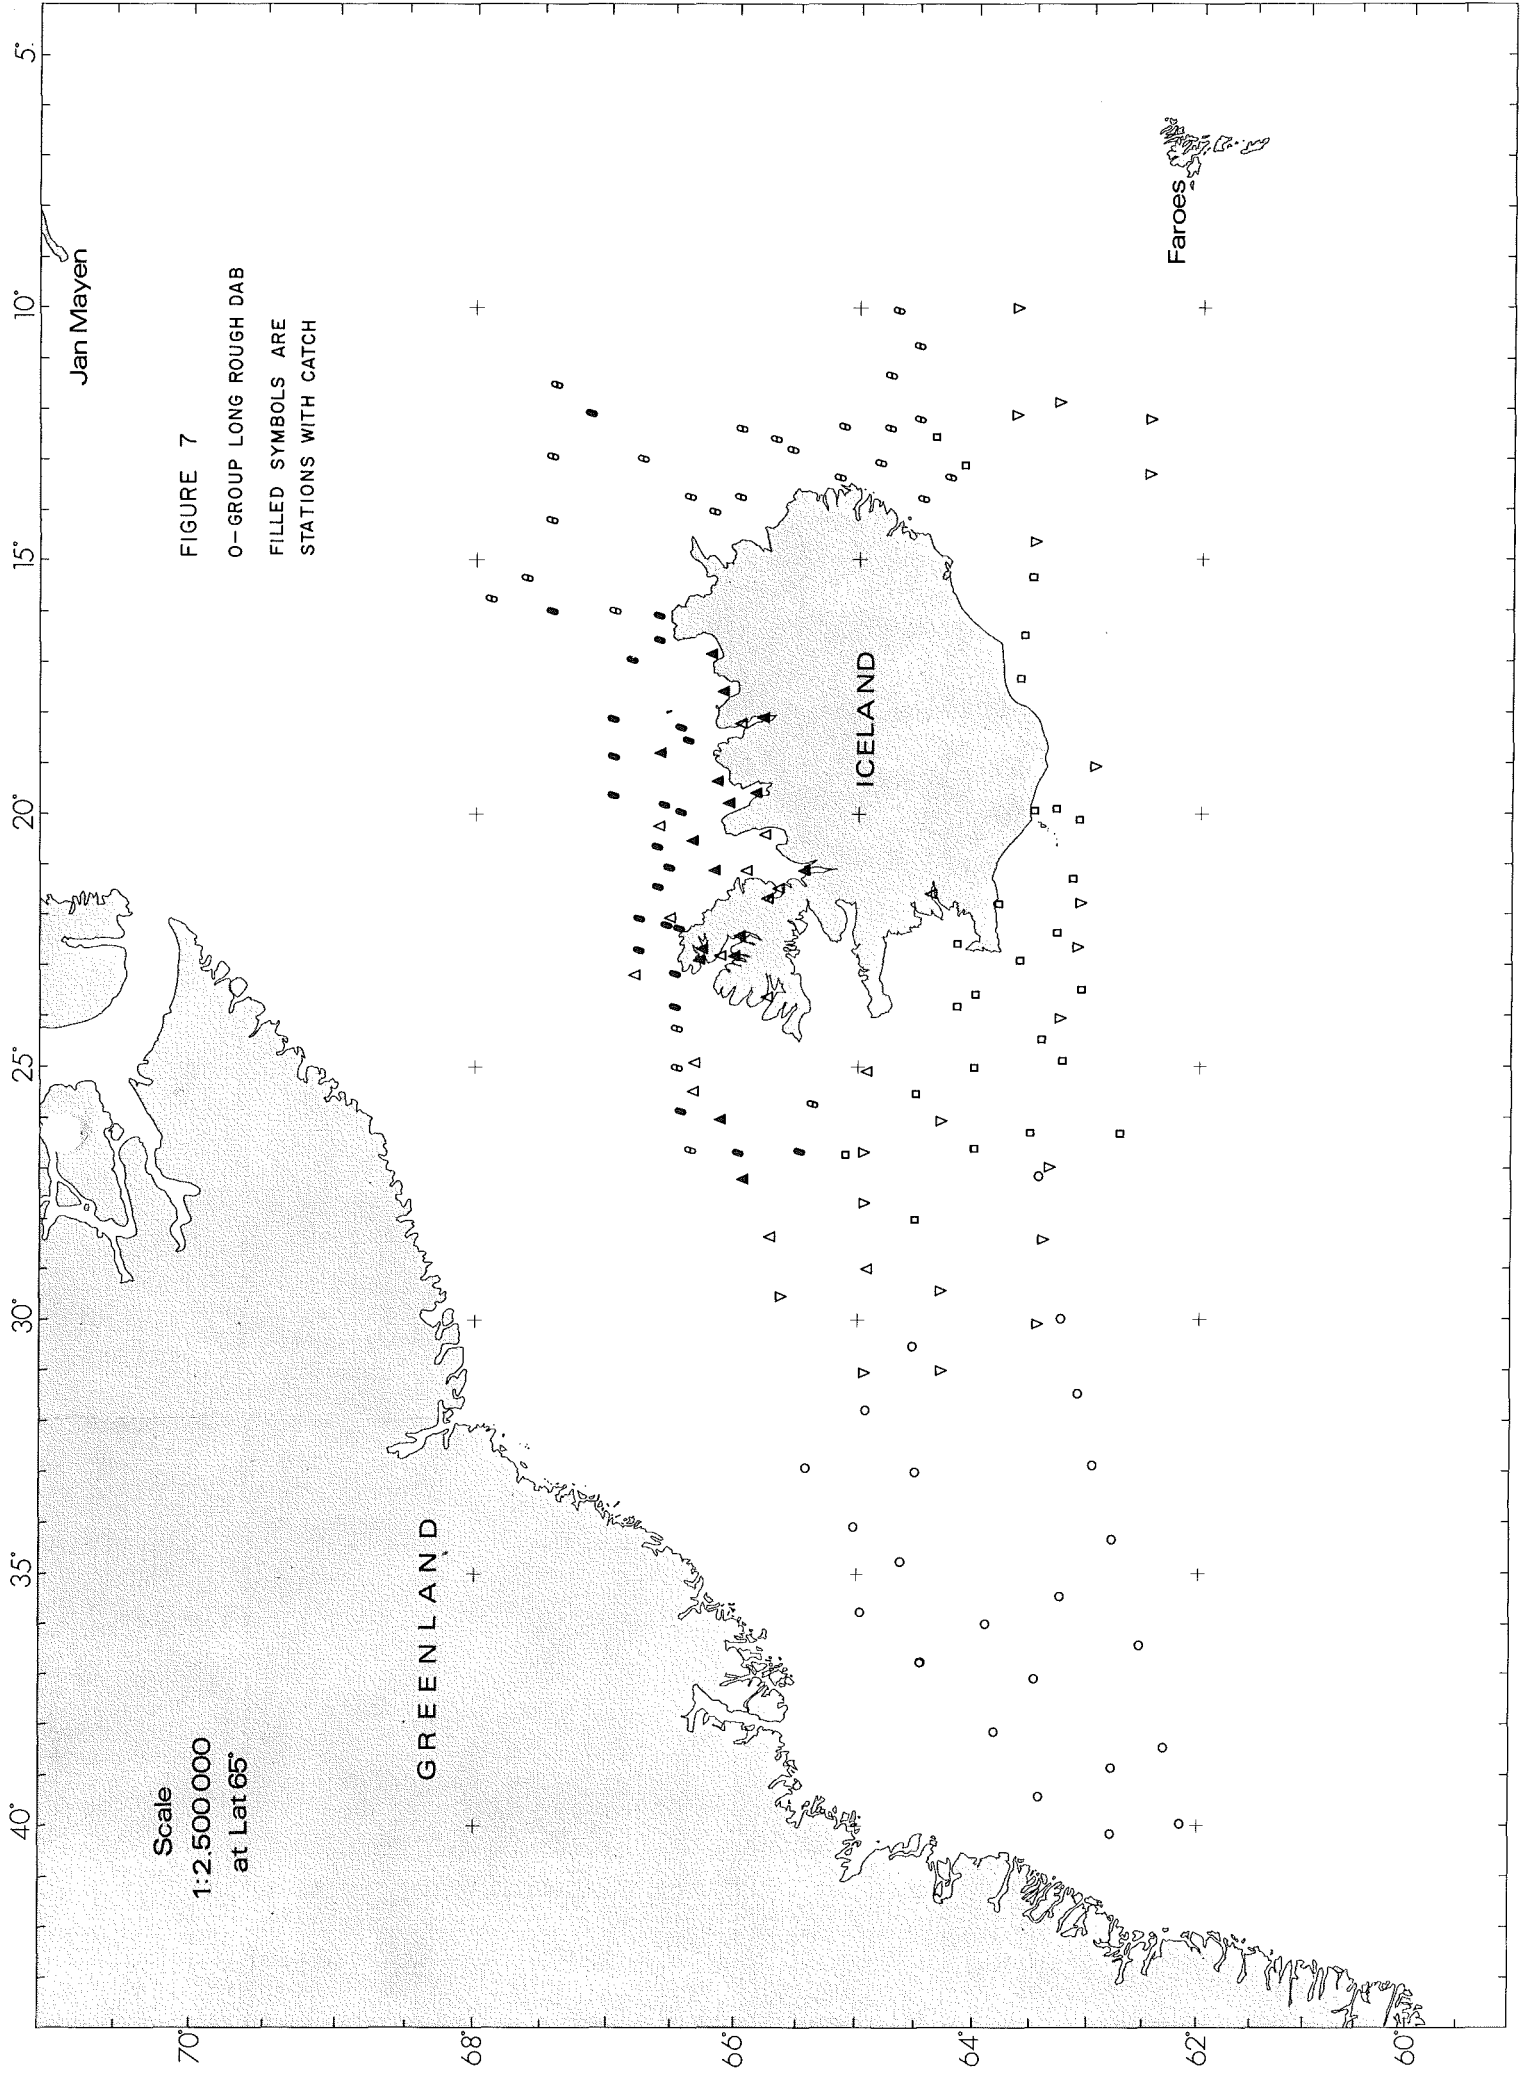 FIGURE 7
0-GROUP LONG ROUGH DAB
FILLED SYMBOLS ARE
STATIONS WITH CATCH
Scale
1:2.500 000
at Lat 65°
GREENLAND
ICELAND
Jan Mayen
Faroes
40°
35°
30°
25°
20°
15°
10°
5°
70°
68°
66°
64°
62°
60°